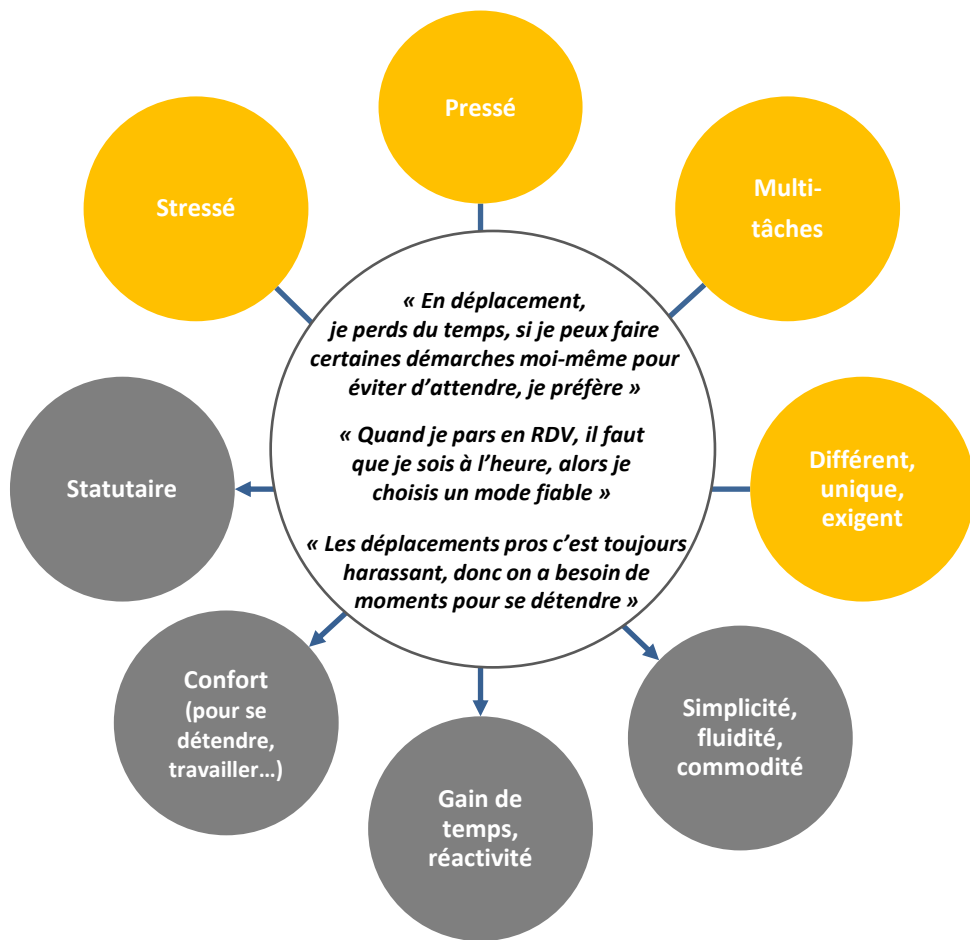 Pressé
Stressé
Multi-
tâches
« En déplacement,
je perds du temps, si je peux faire
certaines démarches moi-même pour
éviter d’attendre, je préfère »
« Quand je pars en RDV, il faut
que je sois à l’heure, alors je
choisis un mode fiable »
« Les déplacements pros c’est toujours
harassant, donc on a besoin de
moments pour se détendre »
Statutaire
Différent,
unique,
exigent
Confort
(pour se
détendre,
travailler…)
Gain de
temps,
réactivité
Simplicité,
fluidité,
commodité